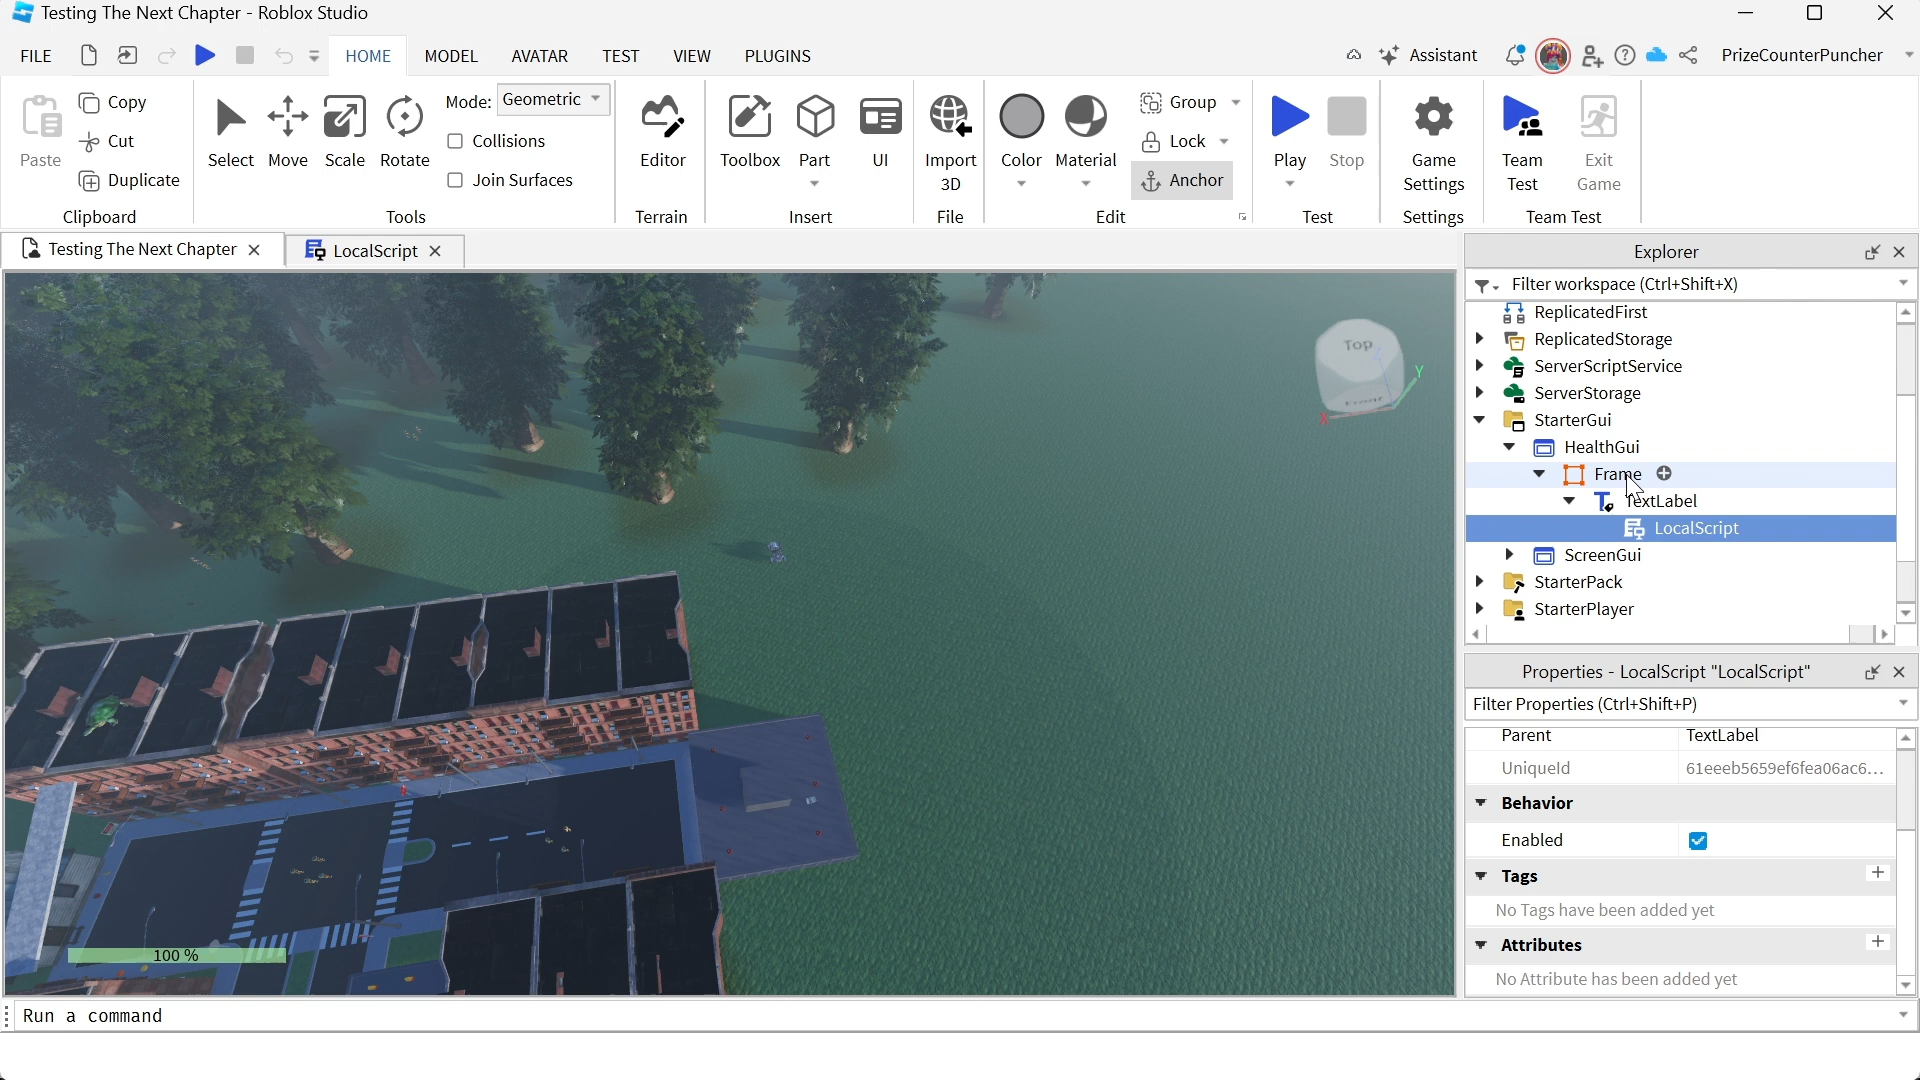 Testing The Next Chapter - Roblox Studio
FILE
HOME
MODEL
AVATAR
TEST
VIEW
PLUGINS
Assistant
PrizeCounterPuncher
Paste
Copy
Cut
Duplicate
Clipboard
Select
Move
Scale
Rotate
Mode: Geometric
Collisions
Join Surfaces
Tools
Editor
Terrain
Toolbox
Part
UI
Insert
Import
3D
File
Color
Material
Group
Lock
Anchor
Edit
Play
Stop
Test
Game
Settings
Settings
Team
Test
Exit
Game
Team Test
Testing The Next Chapter
LocalScript
Top
Front
X
Y
Z
100 %
Explorer
Filter workspace (Ctrl+Shift+X)
ReplicatedFirst
ReplicatedStorage
ServerScriptService
ServerStorage
StarterGui
HealthGui
Frame
TextLabel
LocalScript
ScreenGui
StarterPack
StarterPlayer
Properties - LocalScript "LocalScript"
Filter Properties (Ctrl+Shift+P)
Parent TextLabel
UniqueId 61eeeb5659ef6fea06ac6...
Behavior
Enabled
Tags
No Tags have been added yet
Attributes
No Attribute has been added yet
Run a command